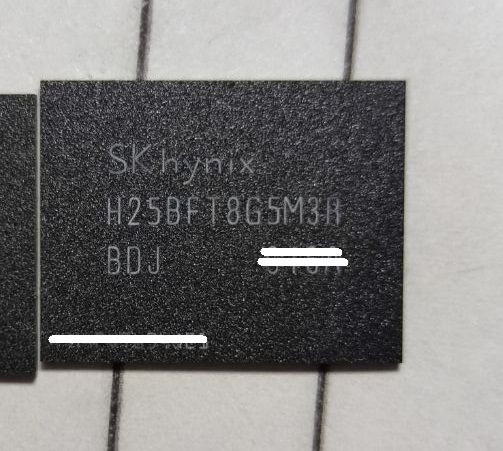 SK hynix
H25BFT8G5M3R
BDJ